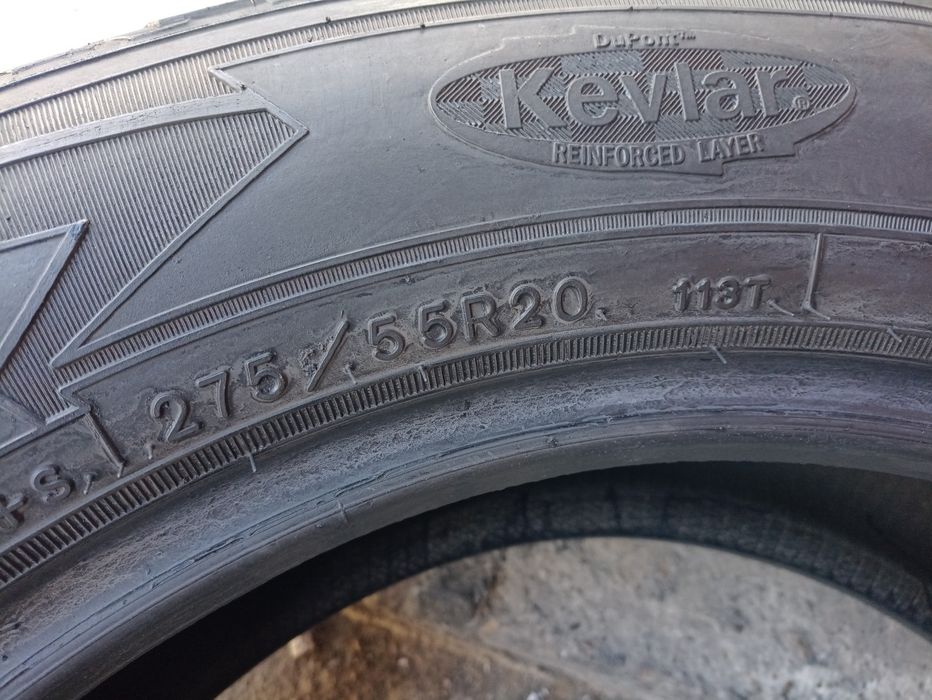 DuPont™
Kevlar®
REINFORCED LAYER
+S 275/55R20 113T